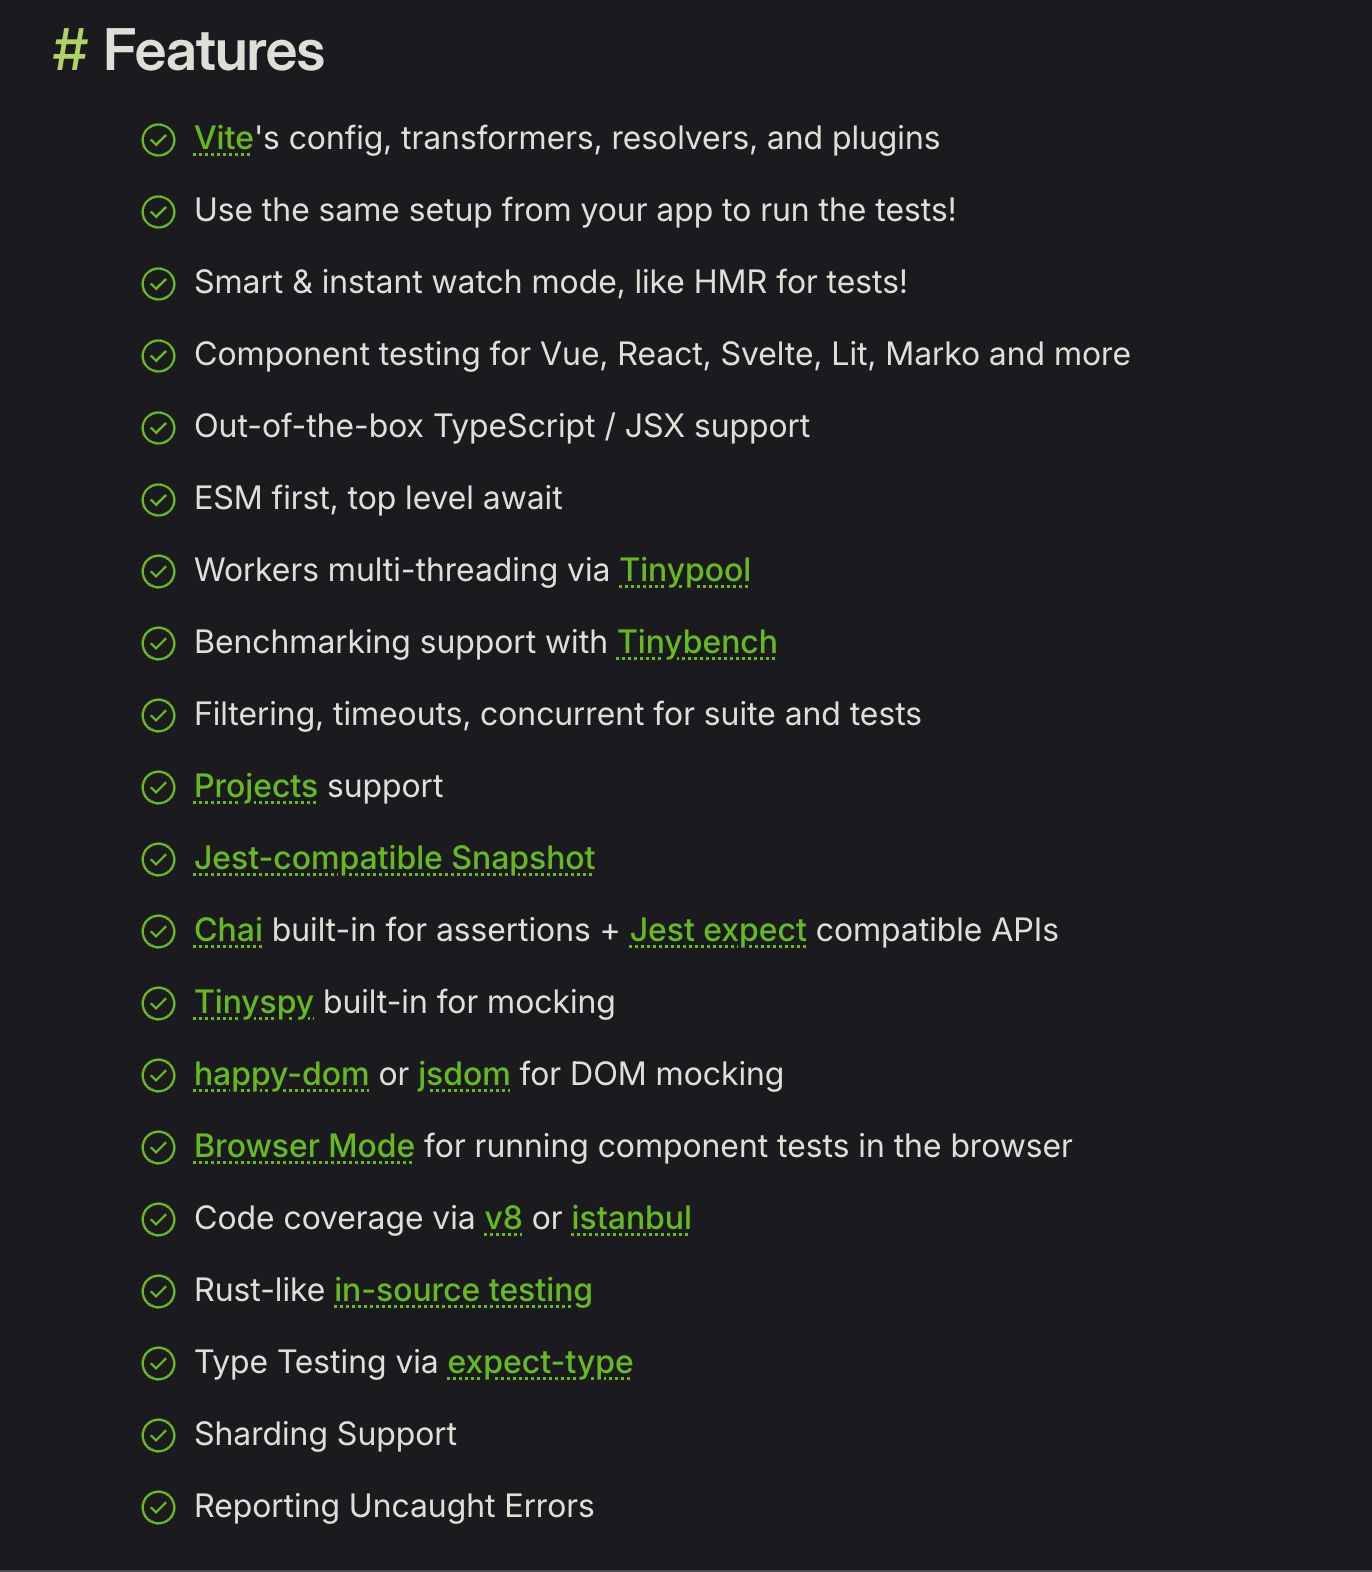 # Features
Vite's config, transformers, resolvers, and plugins
Use the same setup from your app to run the tests!
Smart & instant watch mode, like HMR for tests!
Component testing for Vue, React, Svelte, Lit, Marko and more
Out-of-the-box TypeScript / JSX support
ESM first, top level await
Workers multi-threading via Tinypool
Benchmarking support with Tinybench
Filtering, timeouts, concurrent for suite and tests
Projects support
Jest-compatible Snapshot
Chai built-in for assertions + Jest expect compatible APIs
Tinyspy built-in for mocking
happy-dom or jsdom for DOM mocking
Browser Mode for running component tests in the browser
Code coverage via v8 or istanbul
Rust-like in-source testing
Type Testing via expect-type
Sharding Support
Reporting Uncaught Errors